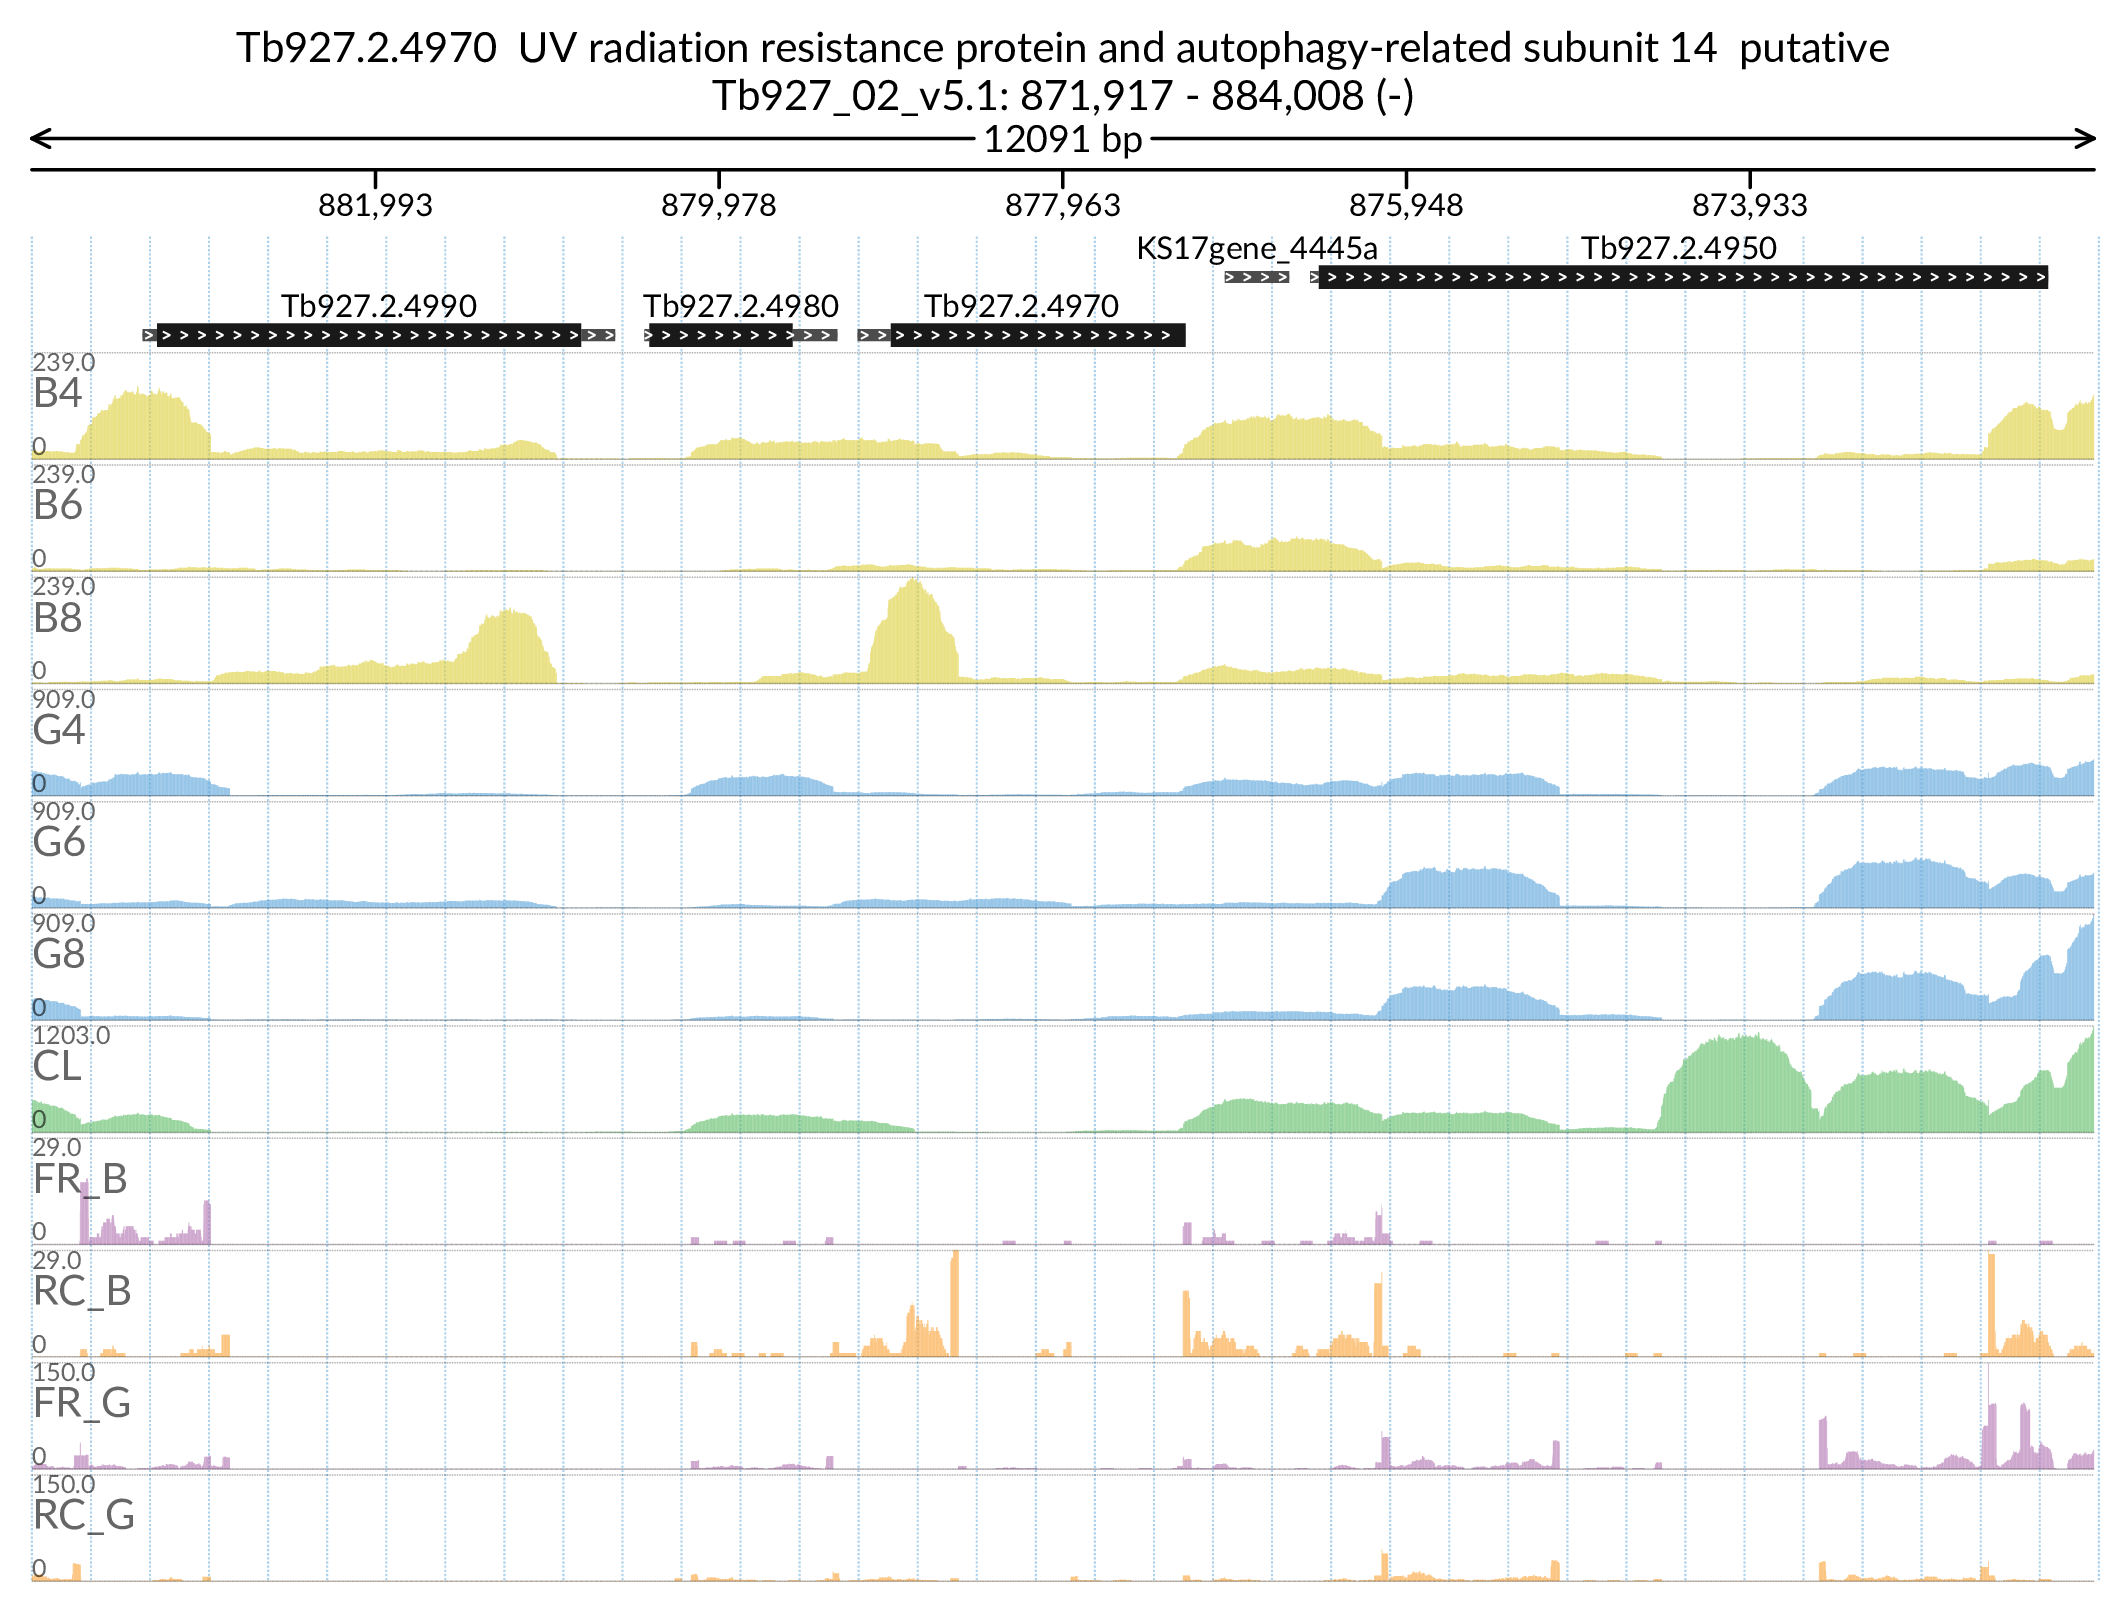 Tb927.2.4970  UV radiation resistance protein and autophagy-related subunit 14  putative
Tb927_02_v5.1: 871,917 - 884,008 (-)
12091 bp
881,993 879,978 877,963 875,948 873,933
KS17gene_4445a Tb927.2.4950
Tb927.2.4990 Tb927.2.4980 Tb927.2.4970
239.0
B4
0
239.0
B6
0
239.0
B8
0
909.0
G4
0
909.0
G6
0
909.0
G8
0
1203.0
CL
0
29.0
FR_B
0
29.0
RC_B
0
150.0
FR_G
0
150.0
RC_G
0